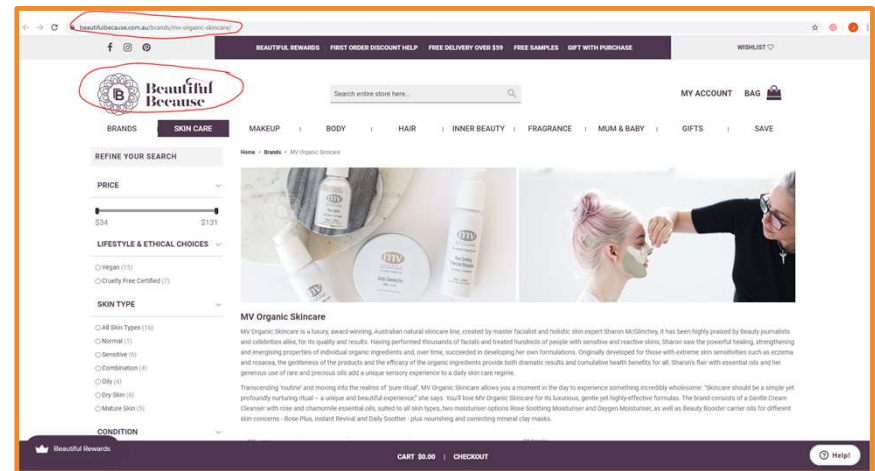 beautifulbecause.com.au/brands/mv-orgainc-skincare/
BEAUTIFUL REWARDS FIRST ORDER DISCOUNT HELP FREE DELIVERY OVER $59 FREE SAMPLES GIFT WITH PURCHASE
WISHLIST
B
Beautiful
Because
Search entire store here...
MY ACCOUNT BAG
BRANDS SKIN CARE MAKEUP BODY HAIR INNER BEAUTY FRAGRANCE MUM & BABY GIFTS SAVE
REFINE YOUR SEARCH
Home Brands MV Organic Skincare
PRICE
$34 $131
LIFESTYLE & ETHICAL CHOICES
Vegan (15)
Cruelty Free Certified (7)
SKIN TYPE
All Skin Types (16)
Normal (1)
Sensitive (6)
Combination (4)
Oily (4)
Dry Skin (6)
Mature Skin (5)
CONDITION
mv
mv
mv
mv
MV Organic Skincare
MV Organic Skincare is a luxury, award-winning, Australian natural skincare line, created by master facialist and holistic skin expert Sharon McGlinchey, it has been highly praised by beauty journalists
and celebrities alike, for its quality and results. Having performed thousands of facials and treated hundreds of people with sensitive and reactive skins, Sharon saw the powerful healing, strengthening
and energising properties of individual organic ingredients and, over time, succeeded in developing her own formulations. Originally developed for those with extreme skin sensitivities such as eczema
and rosacea, the gentleness of the products and the efficacy of the organic ingredients provide both dramatic results and cumulative health benefits for all. Sharon's flair with essential oils and her
generous use of rare and precious oils add a unique sensory experience to a daily skin care regime.
Transcending 'routine' and moving into the realms of 'pure ritual', MV Organic Skincare allows you a moment in the day to experience something incredibly wholesome: "Skincare should be a simple yet
profoundly nurturing ritual – a unique and beautiful experience," she says. You'll love MV Organic Skincare for its luxurious, gentle yet highly-effective formulas. The brand consists of a Gentle Cream
Cleanser with rose and chamomile essential oils, suited to all skin types, two moisturiser options Rose Soothing Moisturiser and Oxygen Moisturiser, as well as Beauty Booster carrier oils for different
skin concerns - Rose Plus, Instant Revival and Daily Soother - plus nourishing and correcting mineral clay masks.
Beautiful Rewards
CART $0.00 CHECKOUT
Help!